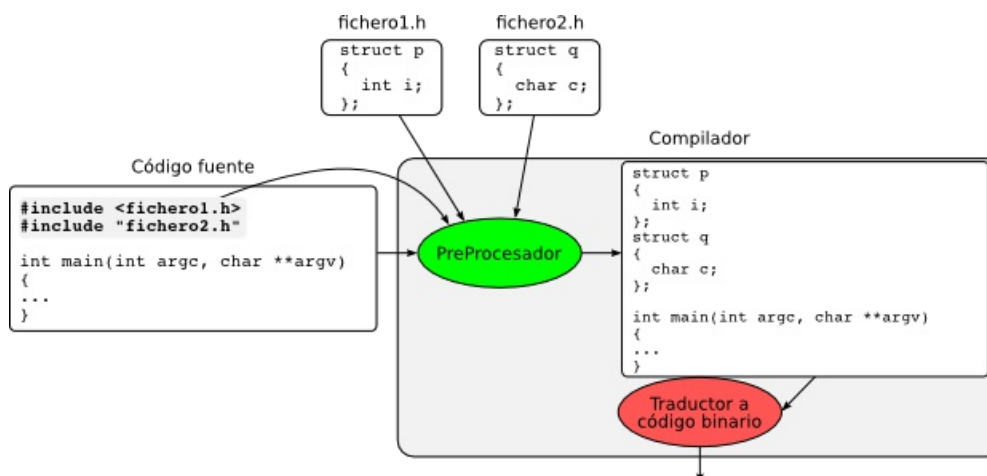 fichero1.h
struct p
{
  int i;
};
fichero2.h
struct q
{
  char c;
};
Código fuente
#include <fichero1.h>
#include "fichero2.h"

int main(int argc, char **argv)
{
...
}
Compilador
PreProcesador
struct p
{
  int i;
};
struct q
{
  char c;
};

int main(int argc, char **argv)
{
...
}
Traductor a
código binario